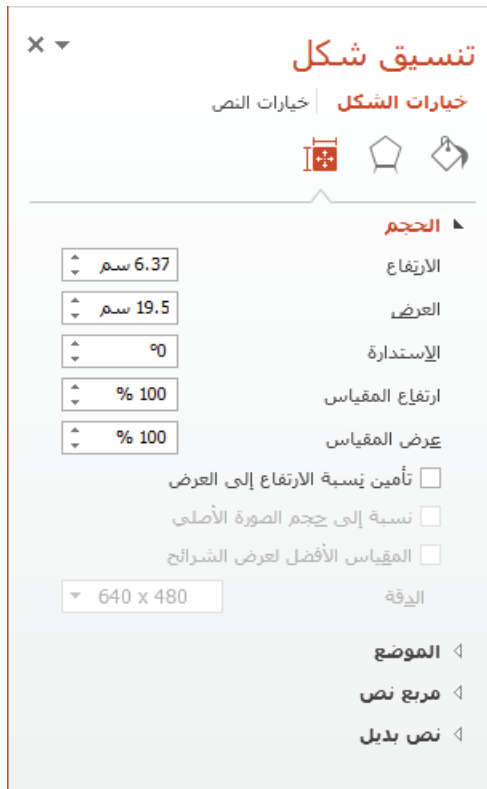 تنسيق شكل
خيارات الشكل خيارات النص
الحجم
الارتفاع 6.37 سم
العرض 19.5 سم
الاستدارة 0°
ارتفاع المقياس 100 %
عرض المقياس 100 %
تأمين نسبة الارتفاع إلى العرض
نسبة إلى حجم الصورة الأصلي
المقياس الأفضل لعرض الشرائح
الدقة 640 x 480
الموضع
مربع نص
نص بديل